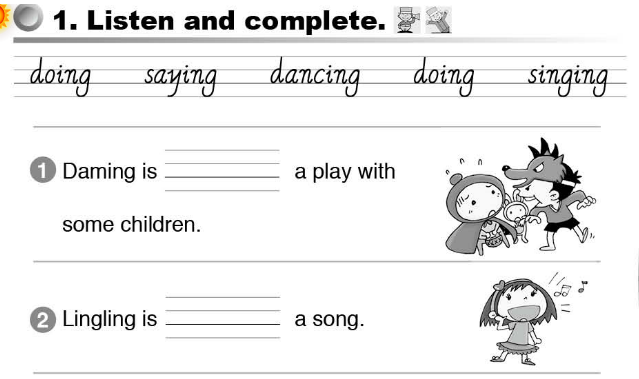 1. Listen and complete.
doing saying dancing doing singing
1 Daming is a play with
some children.
2 Lingling is a song.